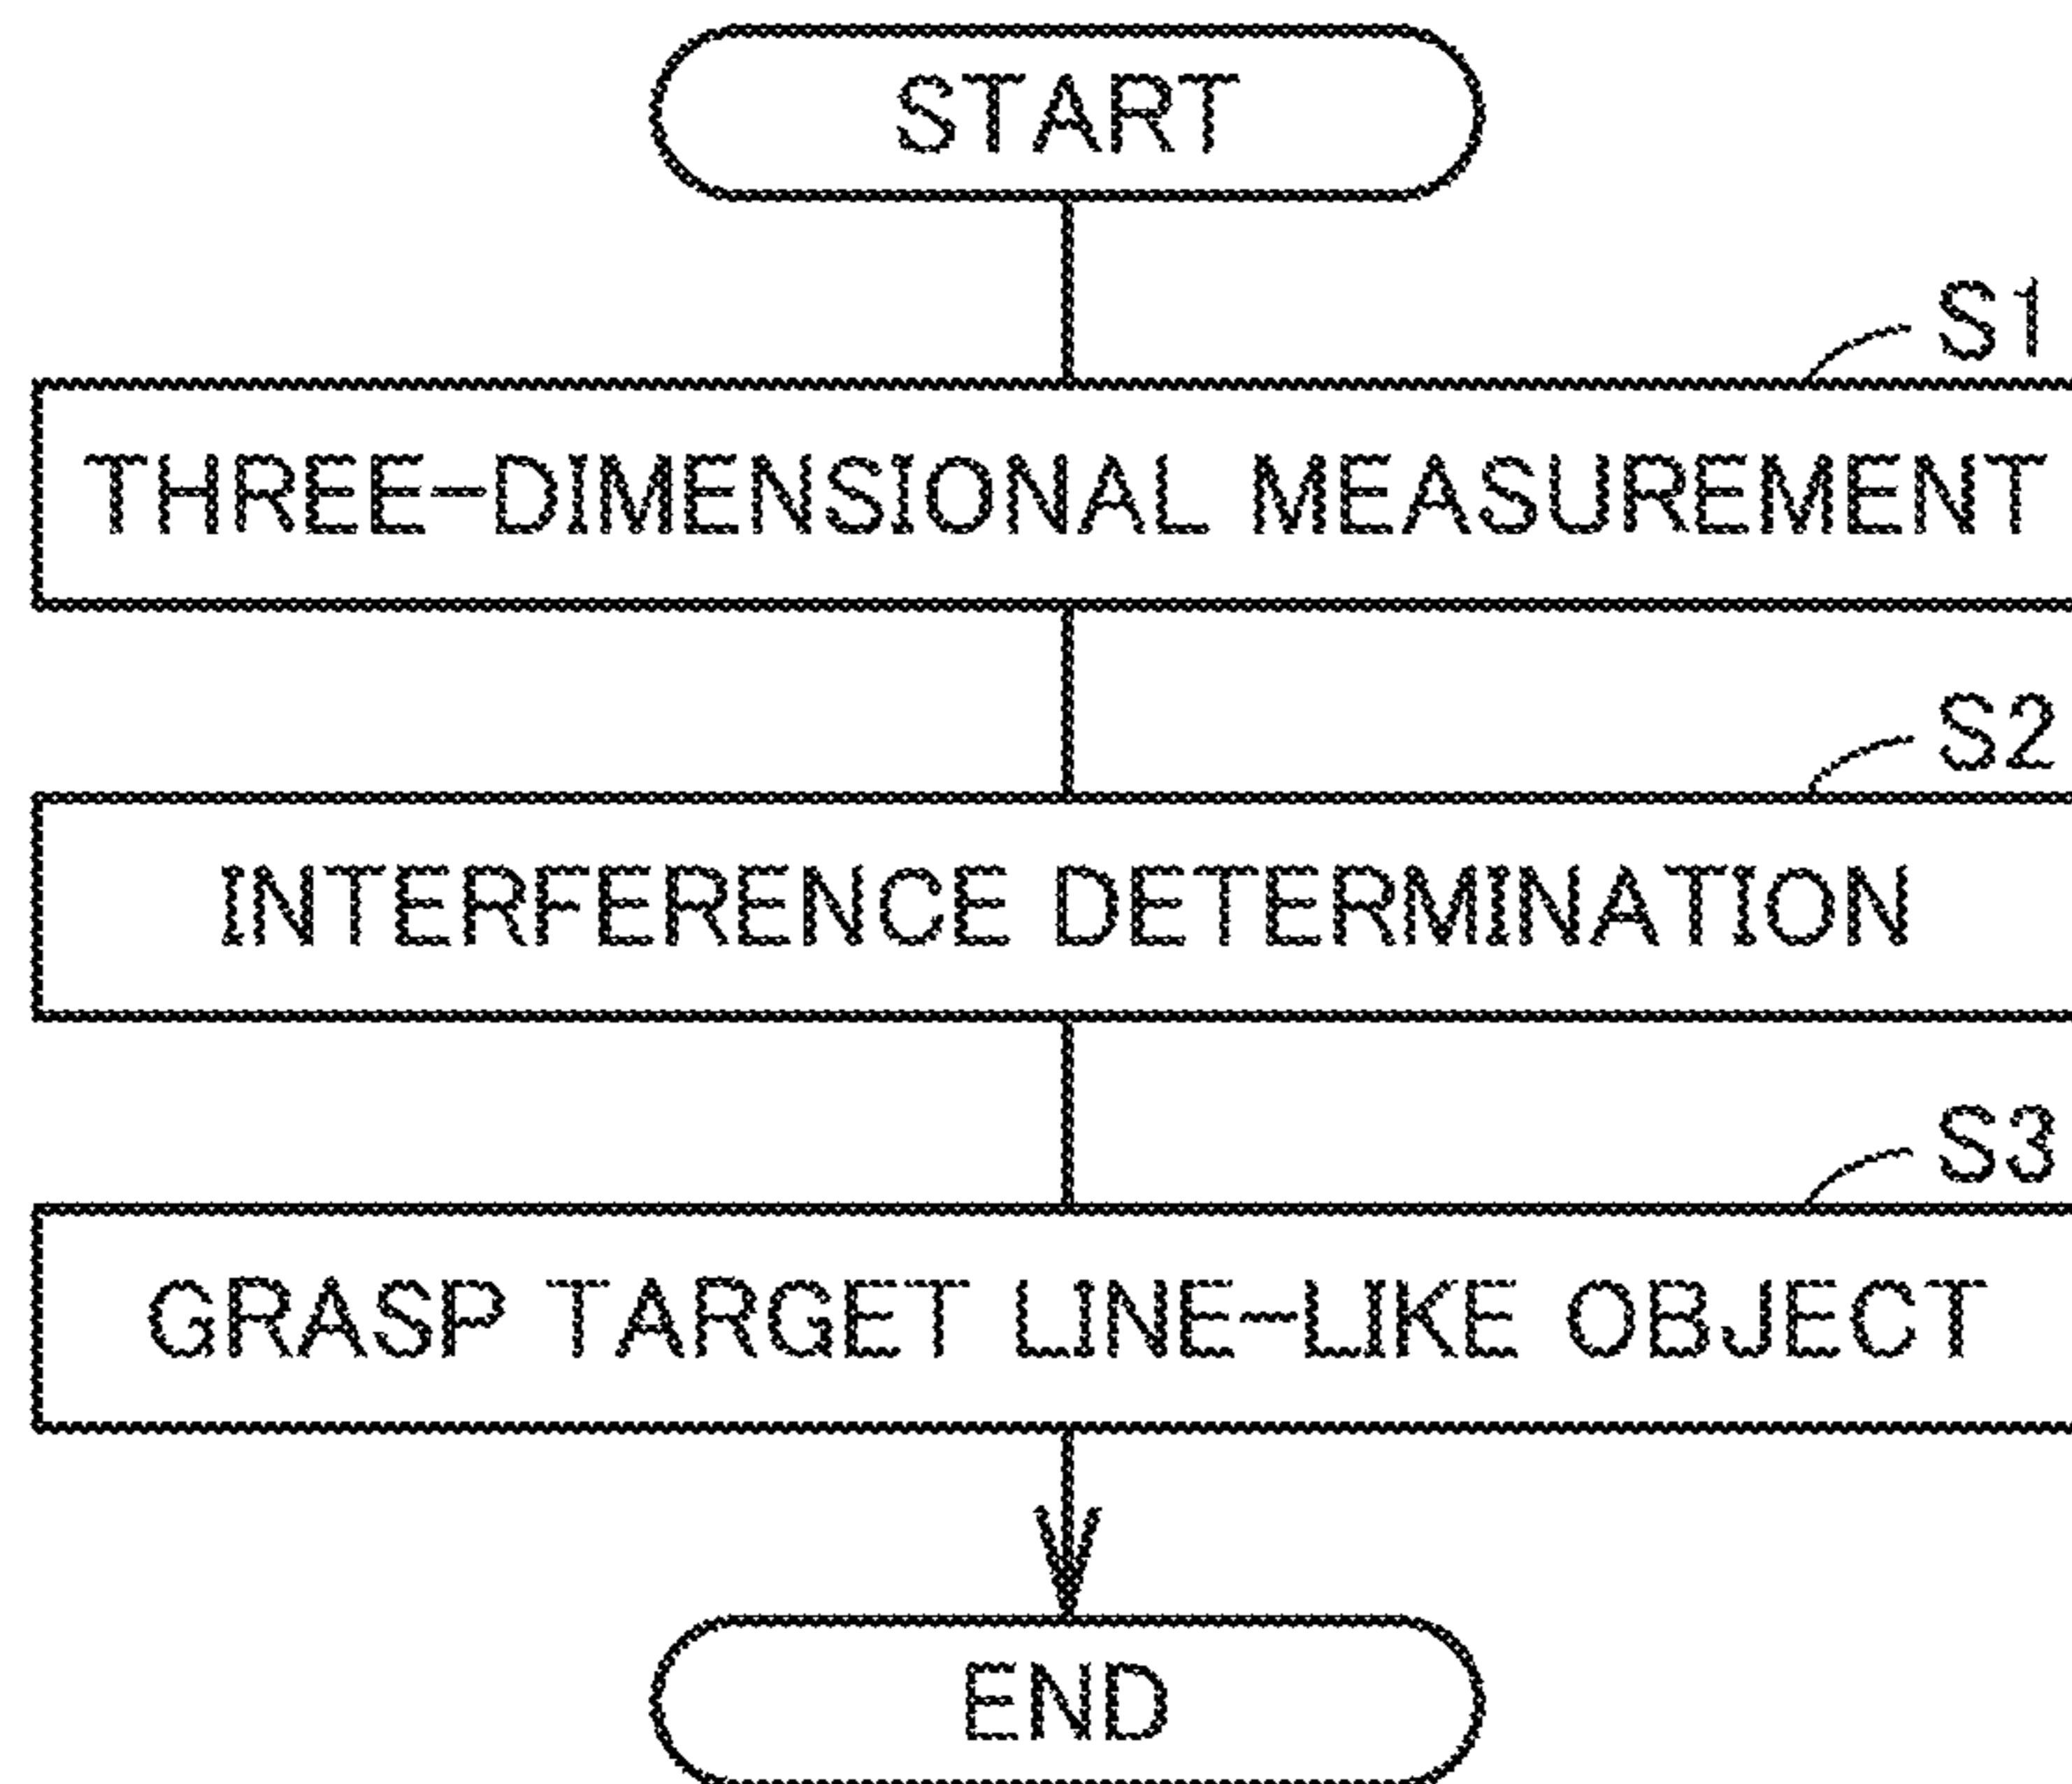 START
S1
THREE-DIMENSIONAL MEASUREMENT
S2
INTERFERENCE DETERMINATION
S3
GRASP TARGET LINE-LIKE OBJECT
END